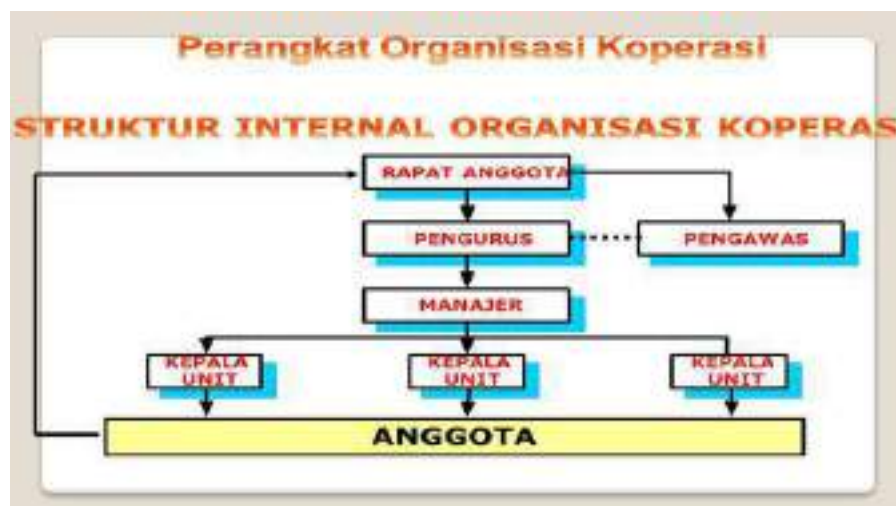 Perangkat Organisasi Koperasi
STRUKTUR INTERNAL ORGANISASI KOPERAS
RAPAT ANGGOTA
PENGURUS
PENGAWAS
MANAJER
KEPALA
UNIT
KEPALA
UNIT
KEPALA
UNIT
ANGGOTA